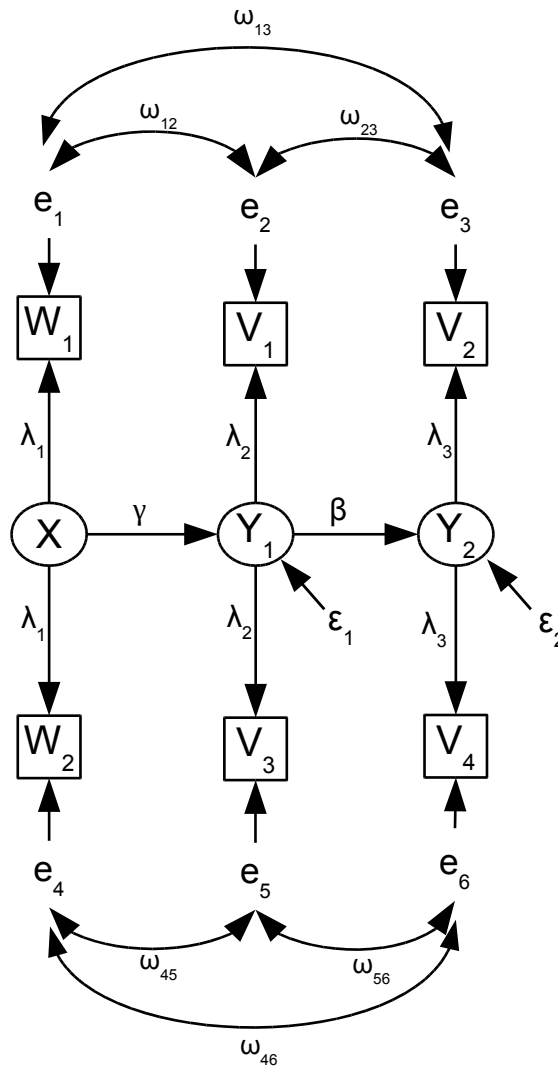 ω₁₃
ω₁₂ ω₂₃
e₁ e₂ e₃
W₁ V₁ V₂
λ₁ λ₂ λ₃
X γ Y₁ β Y₂
λ₁ λ₂ ε₁ λ₃ ε₂
W₂ V₃ V₄
e₄ e₅ e₆
ω₄₅ ω₅₆
ω₄₆